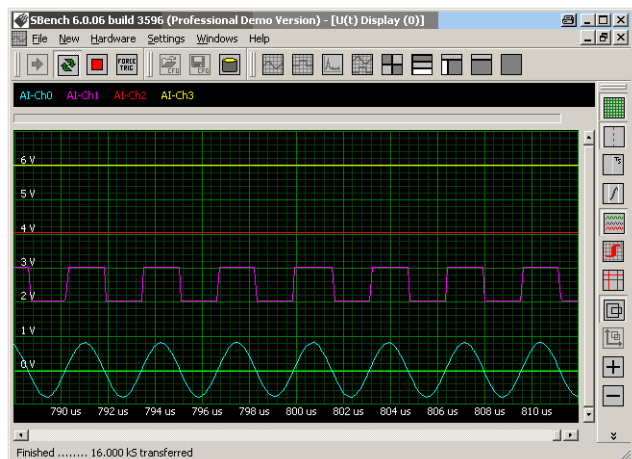 SBench 6.0.06 build 3596 (Professional Demo Version) - [U(t) Display (0)]
File New Hardware Settings Windows Help
FORCE TRIG CFG CFG
AI-Ch0 AI-Ch1 AI-Ch2 AI-Ch3
6 V
5 V
4 V
3 V
2 V
1 V
0 V
790 us 792 us 794 us 796 us 798 us 800 us 802 us 804 us 806 us 808 us 810 us
Finished ........ 16.000 kS transferred